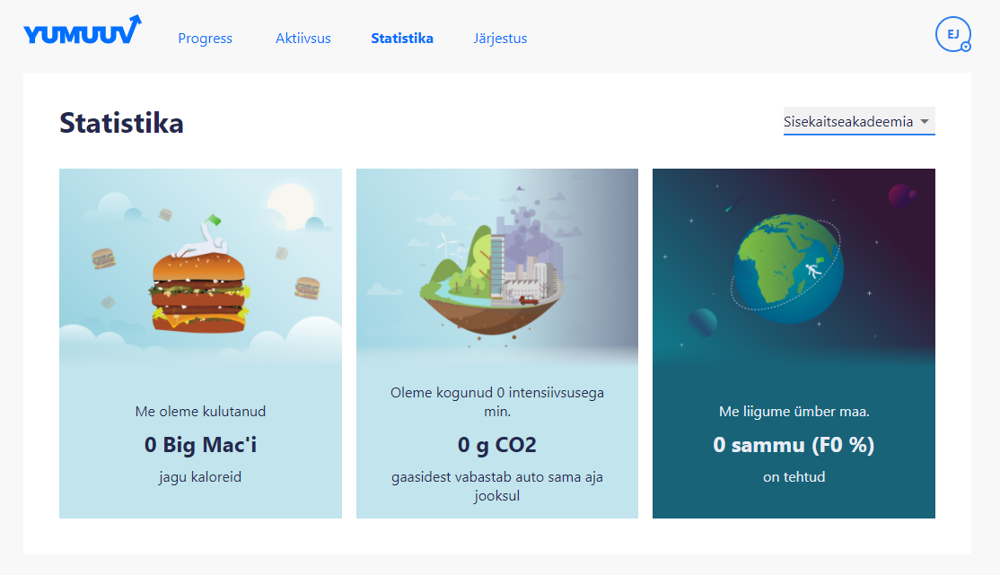 YUMUUV
Progress
Aktiivsus
Statistika
Järjestus
EJ
Statistika
Sisekaitseakadeemia
Me oleme kulutanud
0 Big Mac'i
jagu kaloreid
Oleme kogunud 0 intensiivsusega
min.
0 g CO2
gaasidest vabastab auto sama aja
jooksul
Me liigume ümber maa.
0 sammu (F0 %)
on tehtud